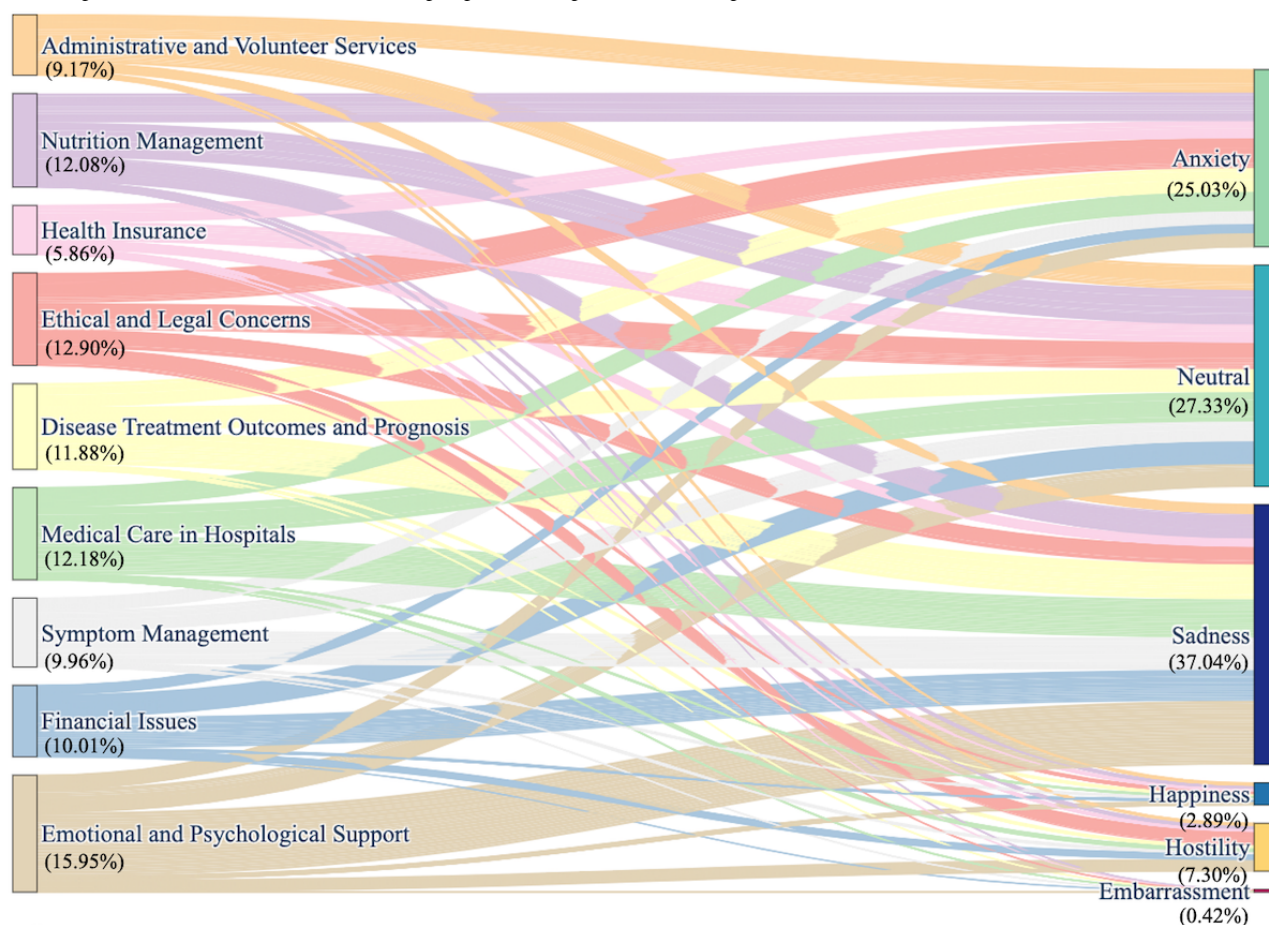 Administrative and Volunteer Services
(9.17%)
Nutrition Management
(12.08%)
Health Insurance
(5.86%)
Ethical and Legal Concerns
(12.90%)
Disease Treatment Outcomes and Prognosis
(11.88%)
Medical Care in Hospitals
(12.18%)
Symptom Management
(9.96%)
Financial Issues
(10.01%)
Emotional and Psychological Support
(15.95%)
Anxiety
(25.03%)
Neutral
(27.33%)
Sadness
(37.04%)
Happiness
(2.89%)
Hostility
(7.30%)
Embarrassment
(0.42%)